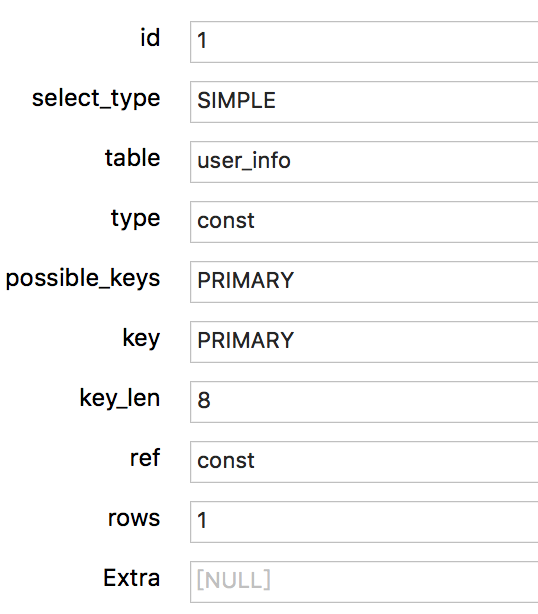 id 1
select_type SIMPLE
table user_info
type const
possible_keys PRIMARY
key PRIMARY
key_len 8
ref const
rows 1
Extra [NULL]